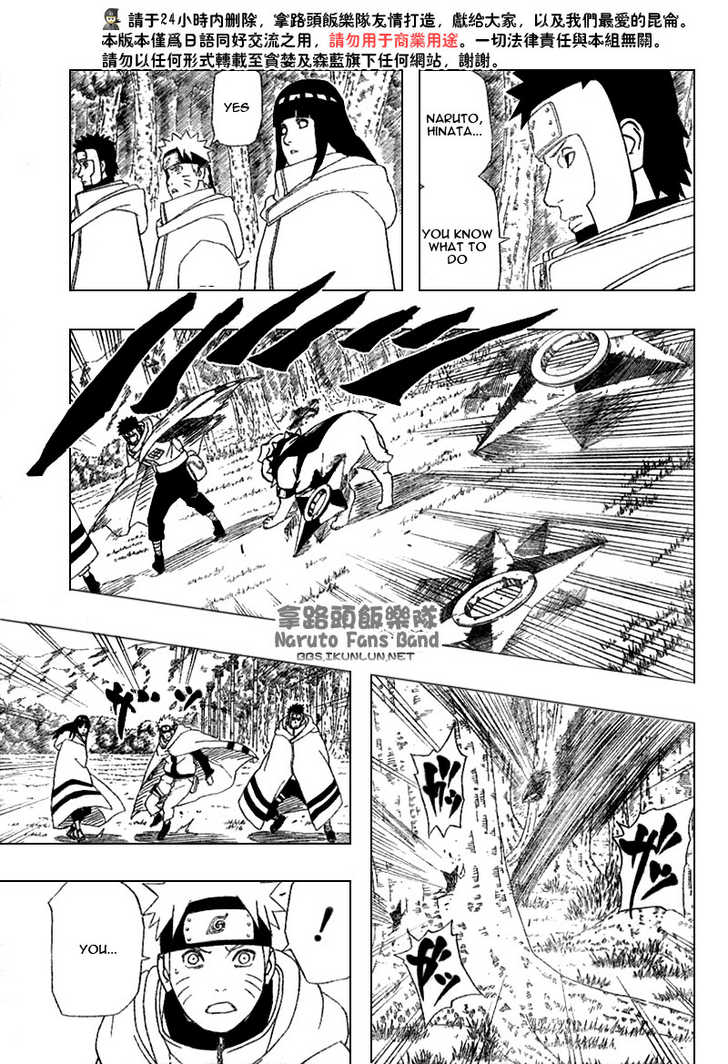 請于24小時内刪除，拿路頭飯樂隊友情打造，獻給大家，以及我們最愛的昆侖。
本版本僅爲日語同好交流之用，請勿用于商業用途。一切法律責任與本組無關。
請勿以任何形式轉載至貪婪及森藍旗下任何網站，謝謝。
NARUTO,
HINATA...
YOU KNOW
WHAT TO
DO
YES
拿路頭飯樂隊
Naruto Fans Band
BBS.IKUNLUN.NET
ガッ
ガッ
ガッ
ザッ
!
YOU...